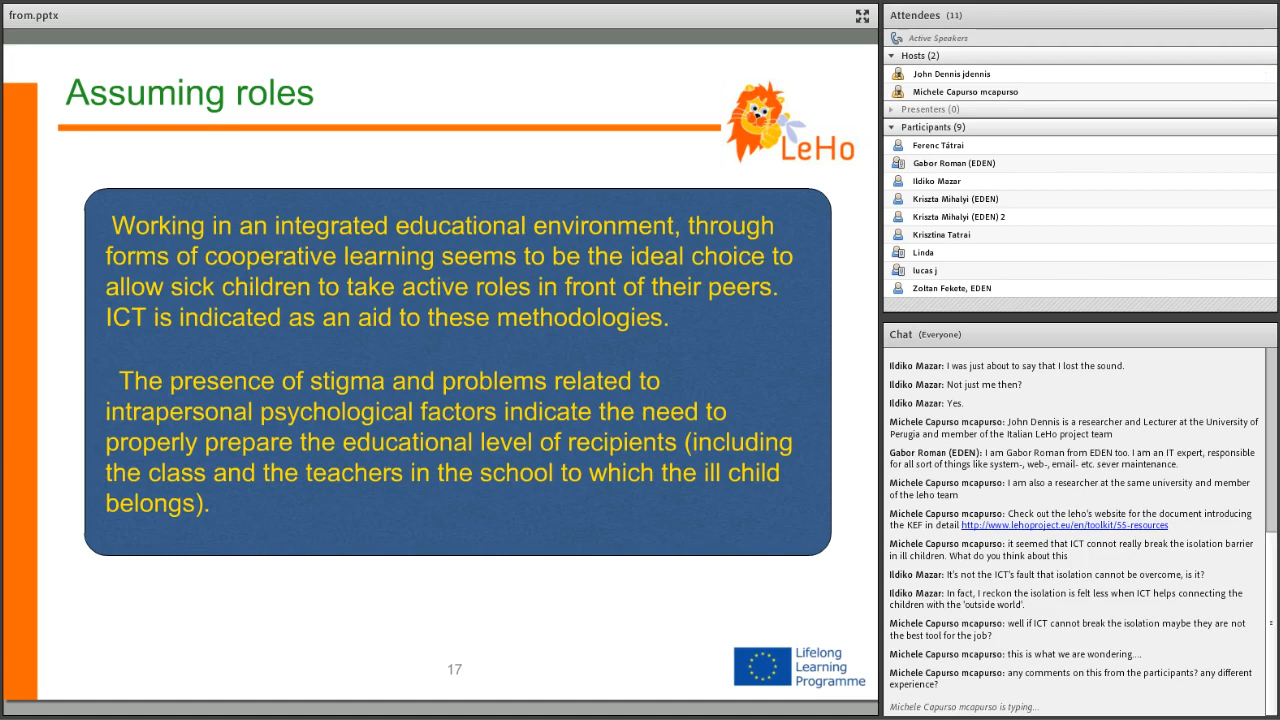 from.pptx
Assuming roles
LeHo
Working in an integrated educational environment, through
forms of cooperative learning seems to be the ideal choice to
allow sick children to take active roles in front of their peers.
ICT is indicated as an aid to these methodologies.
The presence of stigma and problems related to
intrapersonal psychological factors indicate the need to
properly prepare the educational level of recipients (including
the class and the teachers in the school to which the ill child
belongs).
17
Lifelong
Learning
Programme
Attendees (11)
Active Speakers
Hosts (2)
John Dennis jdennis
Michele Capurso mcapurso
Presenters (0)
Participants (9)
Ferenc Tátrai
Gabor Roman (EDEN)
Ildiko Mazar
Kriszta Mihalyi (EDEN)
Kriszta Mihalyi (EDEN) 2
Krisztina Tatrai
Linda
lucas j
Zoltan Fekete, EDEN
Chat (Everyone)
Ildiko Mazar: I was just about to say that I lost the sound.
Ildiko Mazar: Not just me then?
Ildiko Mazar: Yes.
Michele Capurso mcapurso: John Dennis is a researcher and Lecturer at the University of
Perugia and member of the Italian LeHo project team
Gabor Roman (EDEN): I am Gabor Roman from EDEN too. I am an IT expert, responsible
for all sort of things like system-, web-, email- etc. sever maintenance.
Michele Capurso mcapurso: I am also a researcher at the same university and member
of the leho team
Michele Capurso mcapurso: Check out the leho's website for the document introducing
the KEF in detail http://www.lehoproject.eu/en/toolkit/55-resources
Michele Capurso mcapurso: it seemed that ICT cannot really break the isolation barrier
in ill children. What do you think about this
Ildiko Mazar: It's not the ICT's fault that isolation cannot be overcome, is it?
Ildiko Mazar: In fact, I reckon the isolation is felt less when ICT helps connecting the
children with the 'outside world'.
Michele Capurso mcapurso: well if ICT cannot break the isolation maybe they are not
the best tool for the job?
Michele Capurso mcapurso: this is what we are wondering....
Michele Capurso mcapurso: any comments on this from the participants? any different
experience?
Michele Capurso mcapurso is typing...